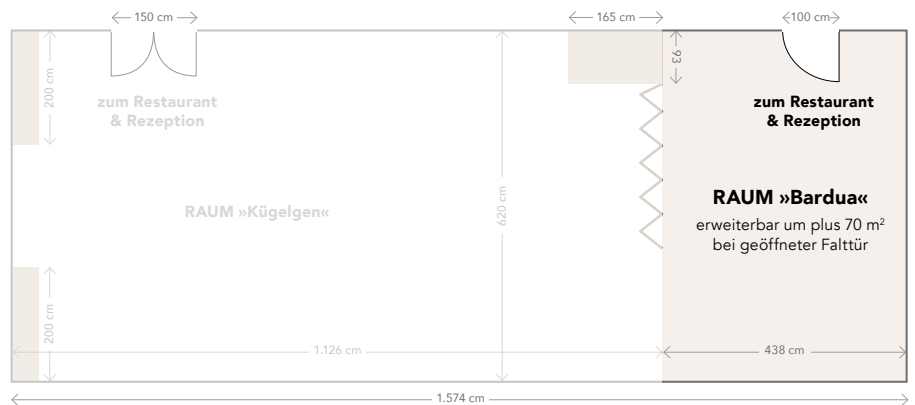 150 cm
165 cm
100 cm
200 cm
93
zum Restaurant
& Rezeption
zum Restaurant
& Rezeption
RAUM »Kügelgen«
620 cm
RAUM »Bardua«
erweiterbar um plus 70 m²
bei geöffneter Falttür
200 cm
1.126 cm
438 cm
1.574 cm